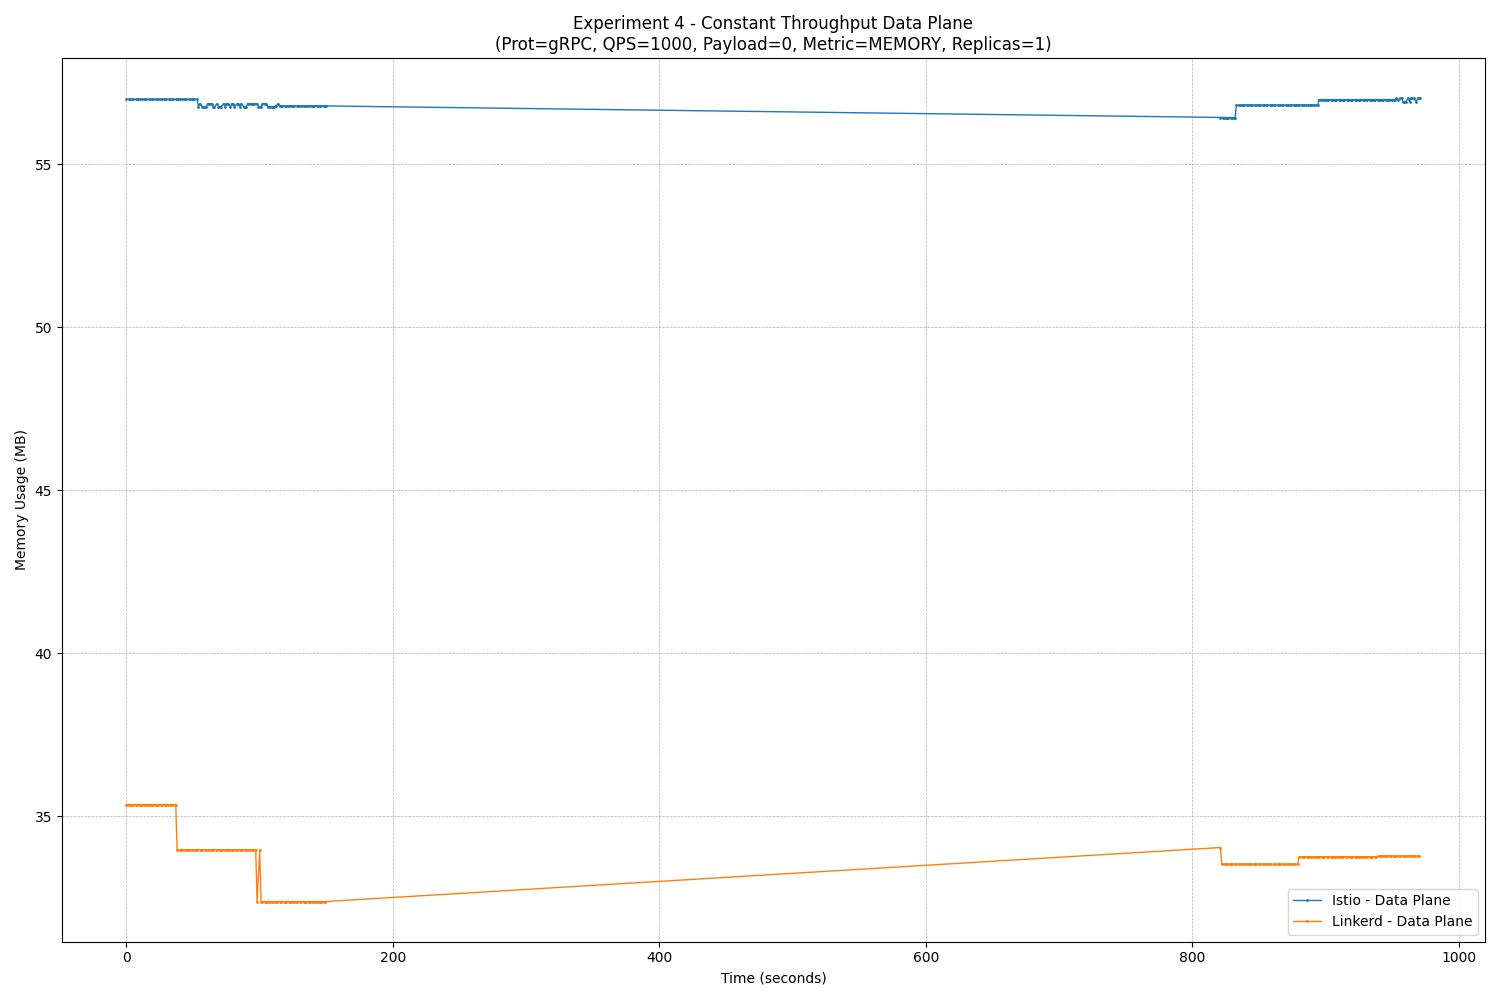 Experiment 4 - Constant Throughput Data Plane
(Prot=gRPC, QPS=1000, Payload=0, Metric=MEMORY, Replicas=1)
Memory Usage (MB)
55
50
45
40
35
0
200
400
600
800
1000
Time (seconds)
Istio - Data Plane
Linkerd - Data Plane